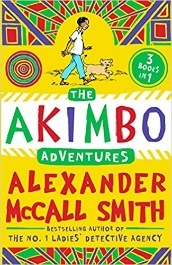 3
BOOKS
IN 1
THE
AKIMBO
ADVENTURES
ALEXANDER
McCALL SMITH
BESTSELLING AUTHOR OF
THE NO. 1 LADIES' DETECTIVE AGENCY